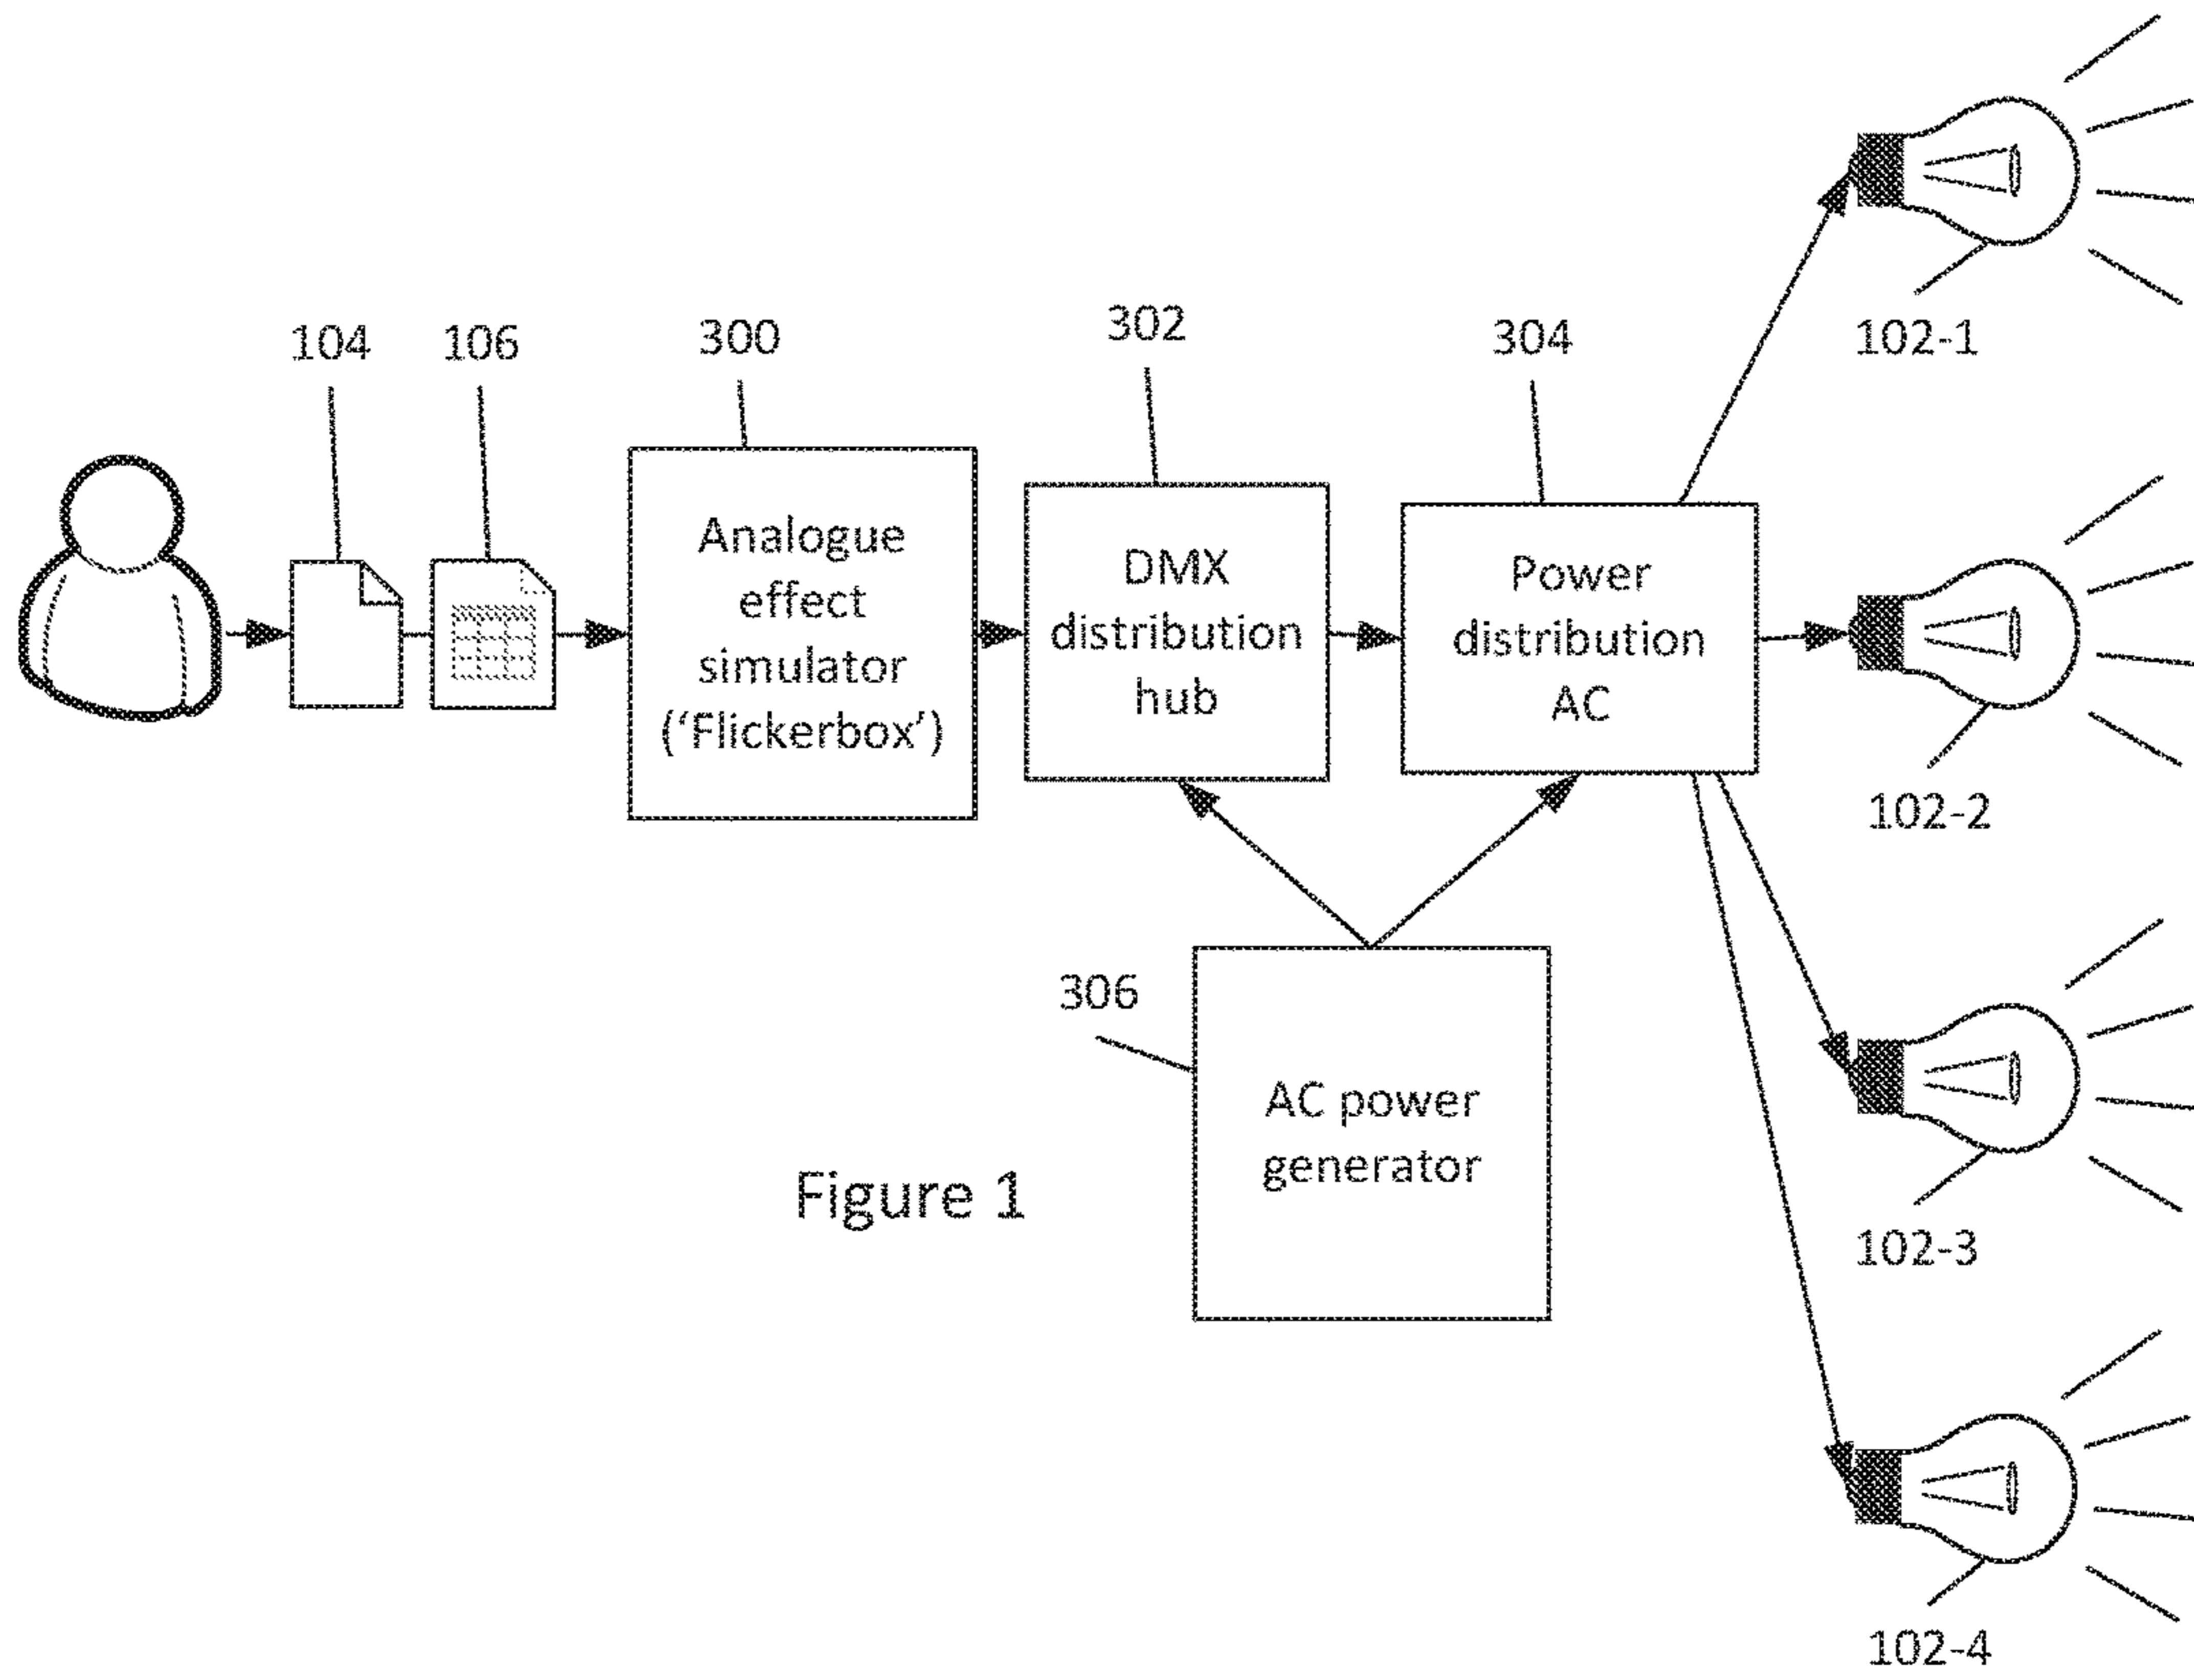 104
106
300
302
304
102-1
Analogue
effect
simulator
(‘Flickerbox’)
DMX
distribution
hub
Power
distribution
AC
102-2
306
AC power
generator
Figure 1
102-3
102-4